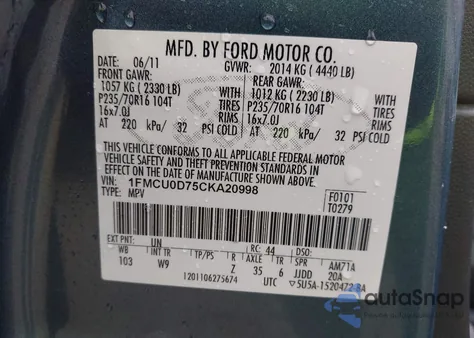 MFD. BY FORD MOTOR CO.
DATE: 06/11 GVWR: 2014 KG ( 4440 LB)
FRONT GAWR: REAR GAWR:
1057 KG ( 2330 LB) 1012 KG ( 2230 LB)
P235/70R16 104T TIRES P235/70R16 104T TIRES
16x7.0J RIMS 16x7.0J RIMS
AT 220 kPa/ 32 PSI COLD AT 220 kPa/ 32 PSI COLD
THIS VEHICLE CONFORMS TO ALL APPLICABLE FEDERAL MOTOR
VEHICLE SAFETY AND THEFT PREVENTION STANDARDS IN
EFFECT ON THE DATE OF MANUFACTURE SHOWN ABOVE.
VIN: 1FMCU0D75CKA20998 F0101
TYPE: MPV T0279
EXT PNT: UN RC: 44 DSO:
WB INT TR TP/PS R AXLE TR SPR AM71A
103 W9 Z 35 6 JJDD 20A
1201106275674 UTC ▽5U5A-1520472-BA
autoSnap